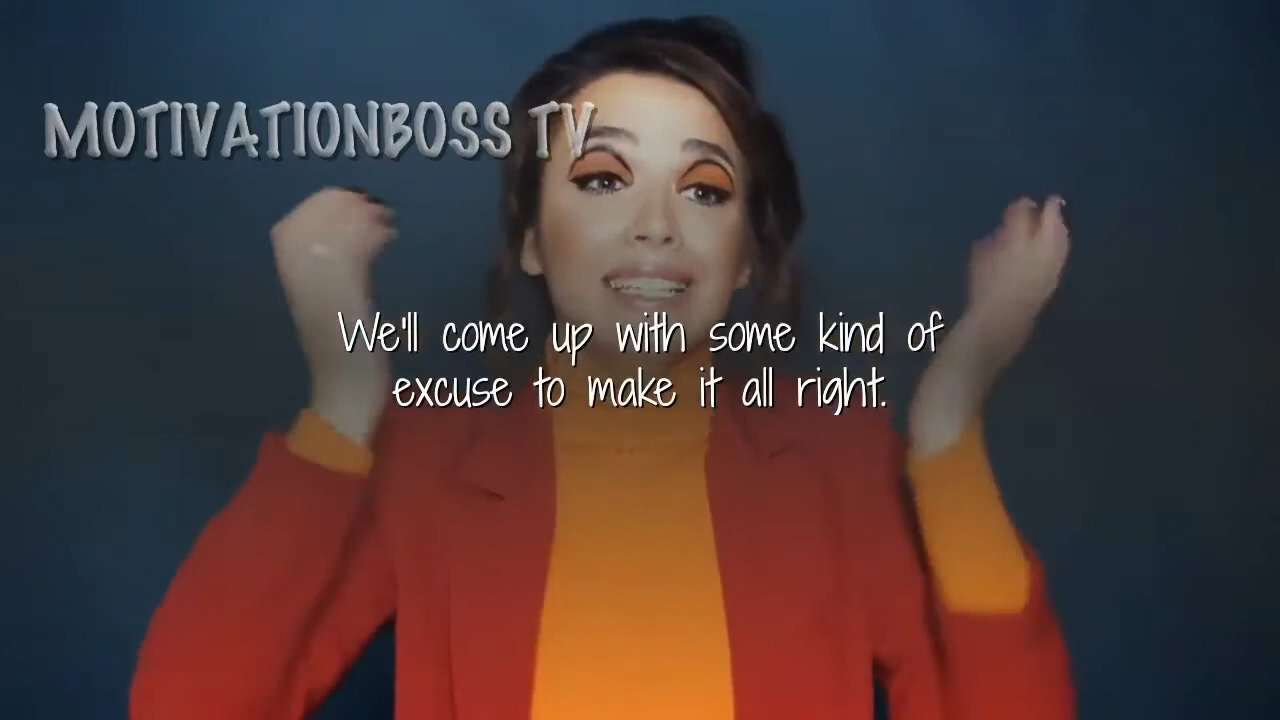 MOTIVATIONBOSS TV
We'll come up with some kind of
excuse to make it all right.